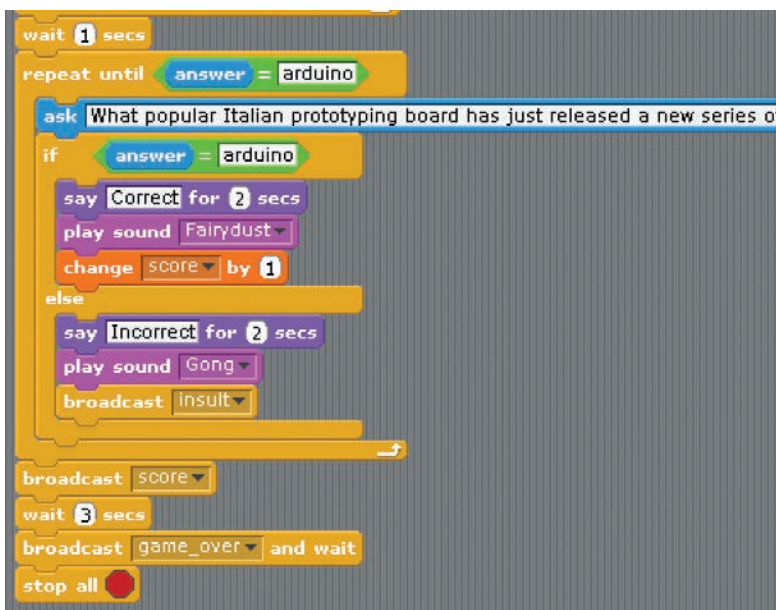 wait 1 secs
repeat until answer = arduino
ask What popular Italian prototyping board has just released a new series o
if answer = arduino
say Correct for 2 secs
play sound Fairydust
change score by 1
else
say Incorrect for 2 secs
play sound Gong
broadcast insult
broadcast score
wait 3 secs
broadcast game_over and wait
stop all